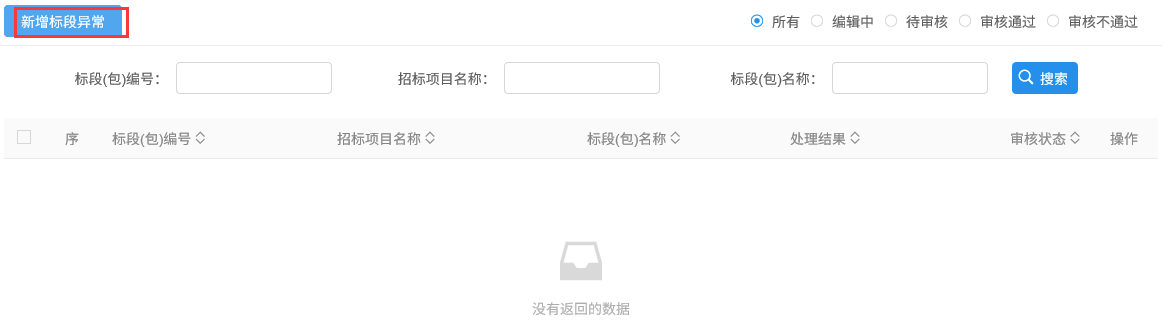 新增标段异常 所有 编辑中 待审核 审核通过 审核不通过
标段(包)编号： 招标项目名称： 标段(包)名称： 搜索
序 标段(包)编号 招标项目名称 标段(包)名称 处理结果 审核状态 操作
没有返回的数据